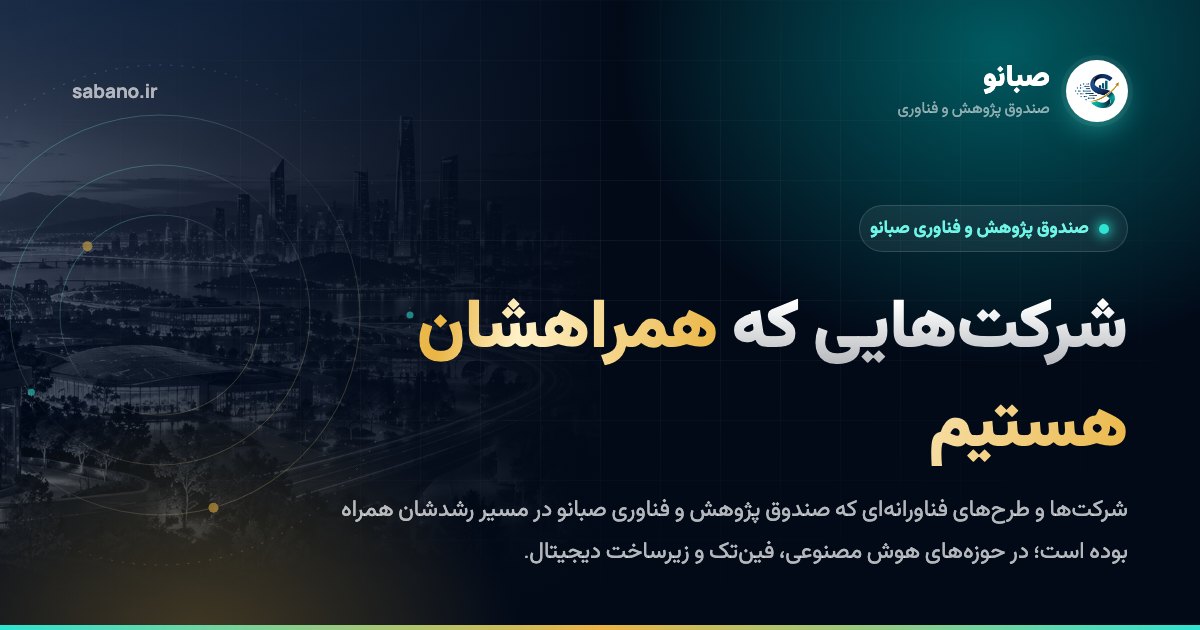 صبانو
صندوق پژوهش و فناوری
sabano.ir
صندوق پژوهش و فناوری صبانو
شرکت‌هایی که همراهشان
هستیم
شرکت‌ها و طرح‌های فناورانه‌ای که صندوق پژوهش و فناوری صبانو در مسیر رشدشان همراه
بوده است؛ در حوزه‌های هوش مصنوعی، فین‌تک و زیرساخت دیجیتال.